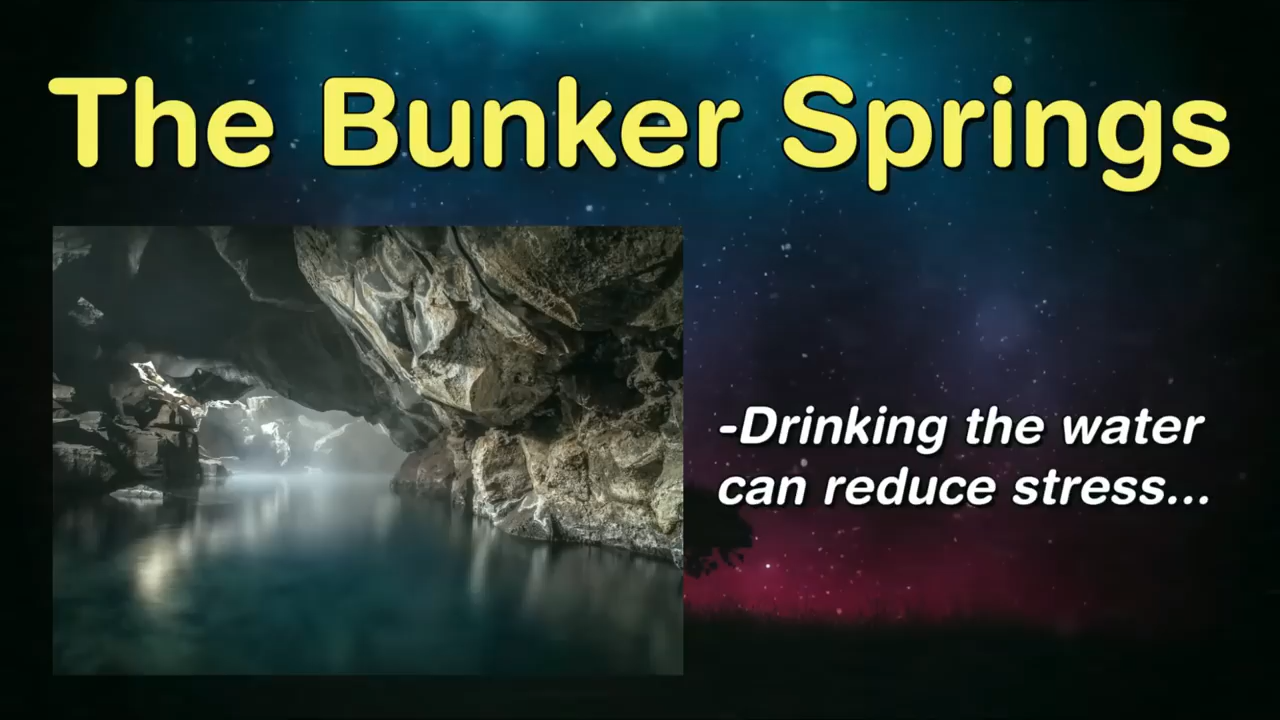 The Bunker Springs
-Drinking the water
can reduce stress...